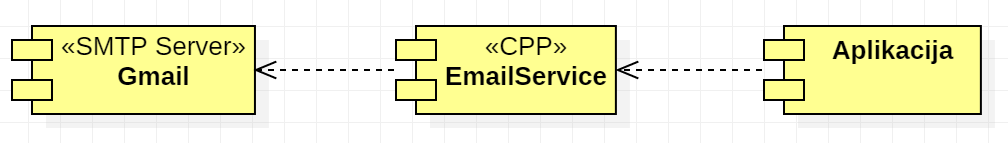 «SMTP Server»
Gmail
«CPP»
EmailService
Aplikacija